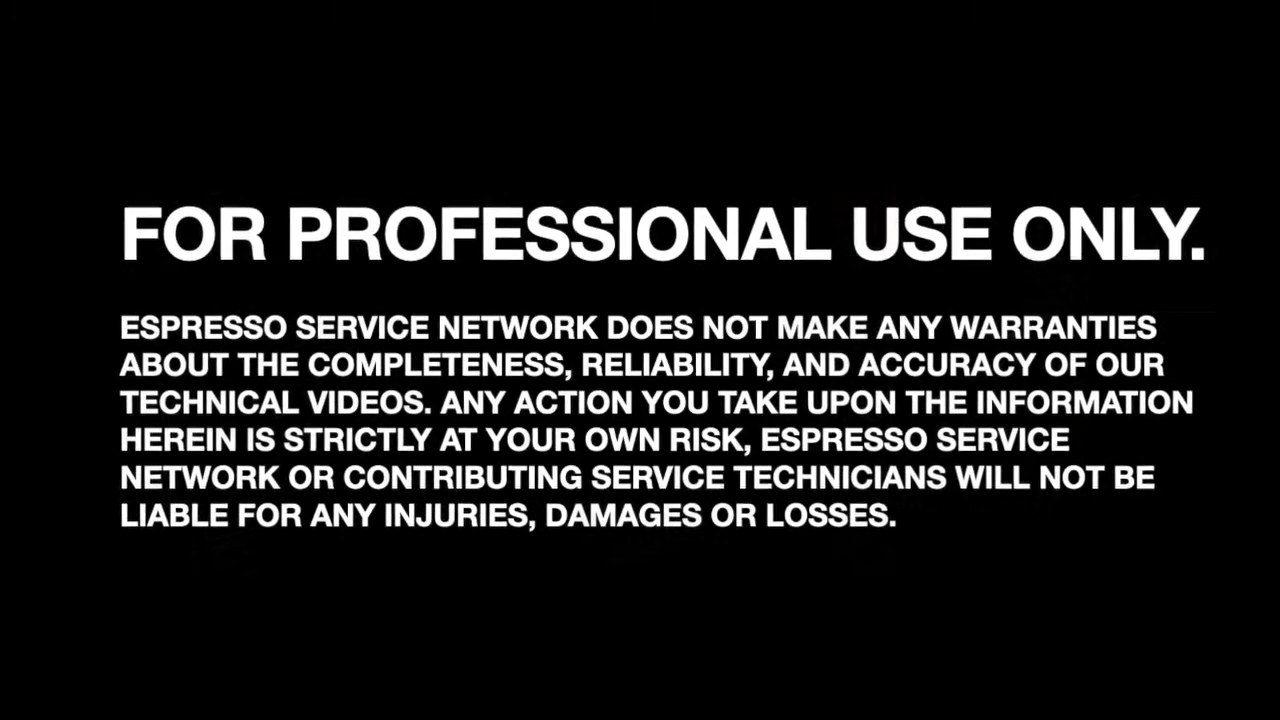 FOR PROFESSIONAL USE ONLY.
ESPRESSO SERVICE NETWORK DOES NOT MAKE ANY WARRANTIES
ABOUT THE COMPLETENESS, RELIABILITY, AND ACCURACY OF OUR
TECHNICAL VIDEOS. ANY ACTION YOU TAKE UPON THE INFORMATION
HEREIN IS STRICTLY AT YOUR OWN RISK, ESPRESSO SERVICE
NETWORK OR CONTRIBUTING SERVICE TECHNICIANS WILL NOT BE
LIABLE FOR ANY INJURIES, DAMAGES OR LOSSES.